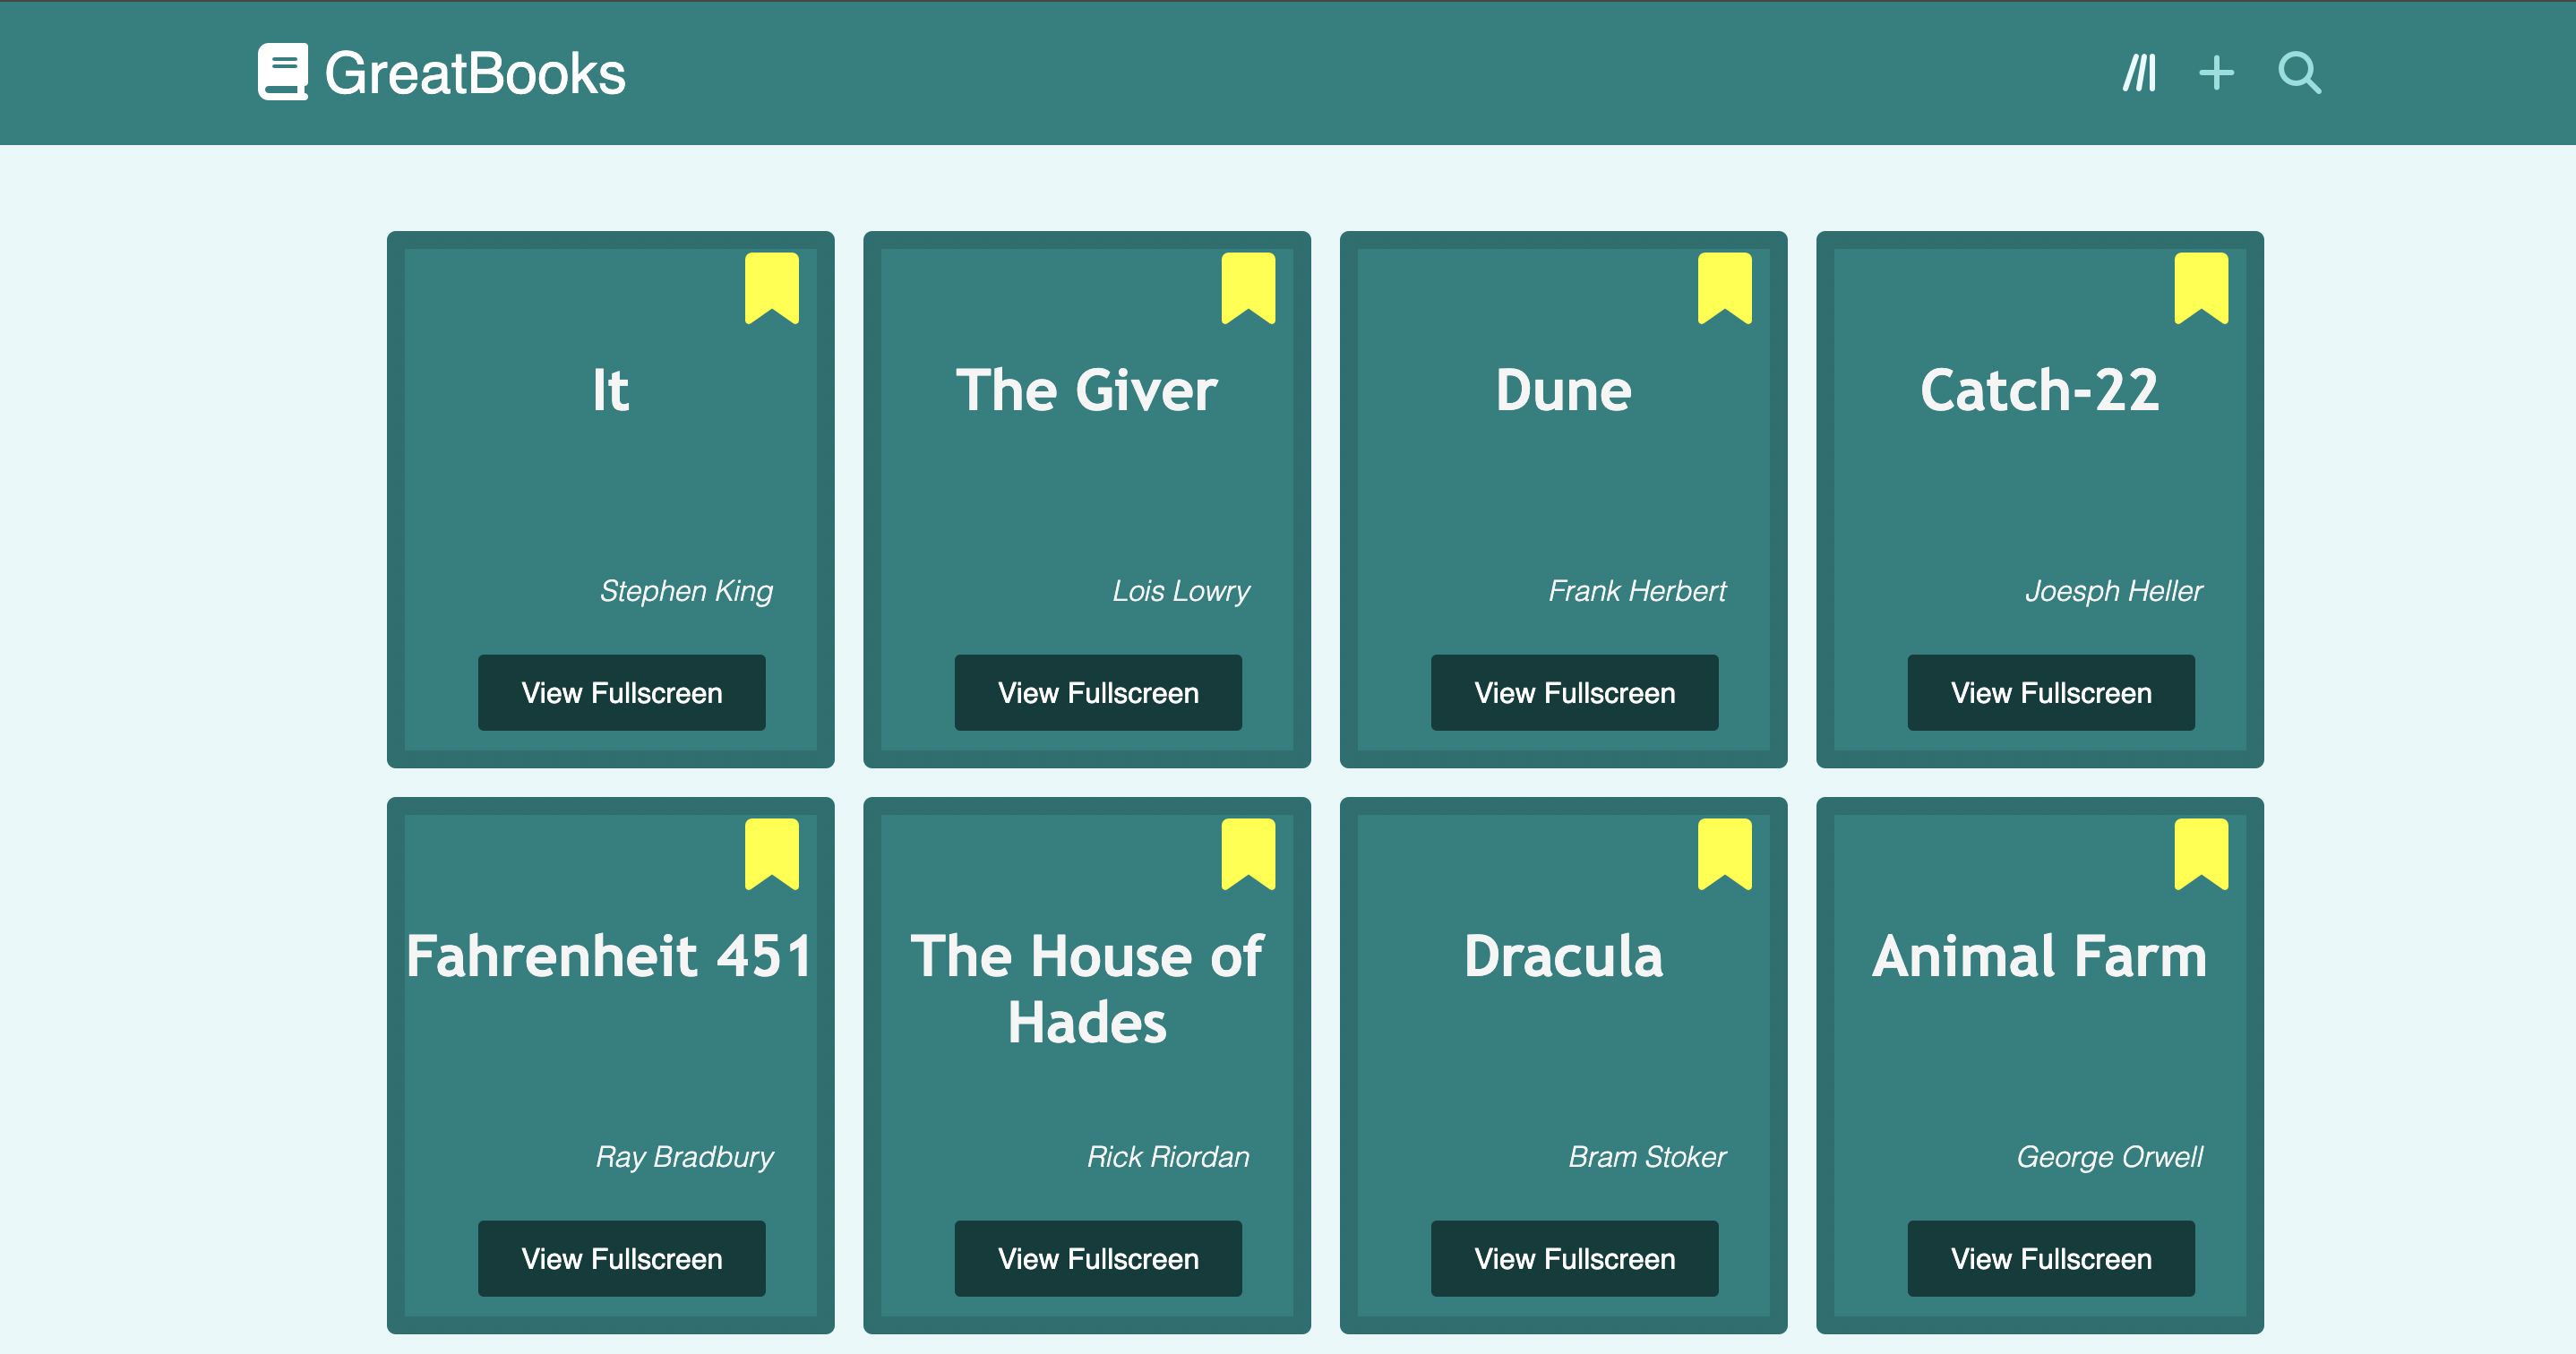 GreatBooks
It
The Giver
Dune
Catch-22
Stephen King
Lois Lowry
Frank Herbert
Joesph Heller
View Fullscreen
View Fullscreen
View Fullscreen
View Fullscreen
Fahrenheit 451
The House of
Hades
Dracula
Animal Farm
Ray Bradbury
Rick Riordan
Bram Stoker
George Orwell
View Fullscreen
View Fullscreen
View Fullscreen
View Fullscreen